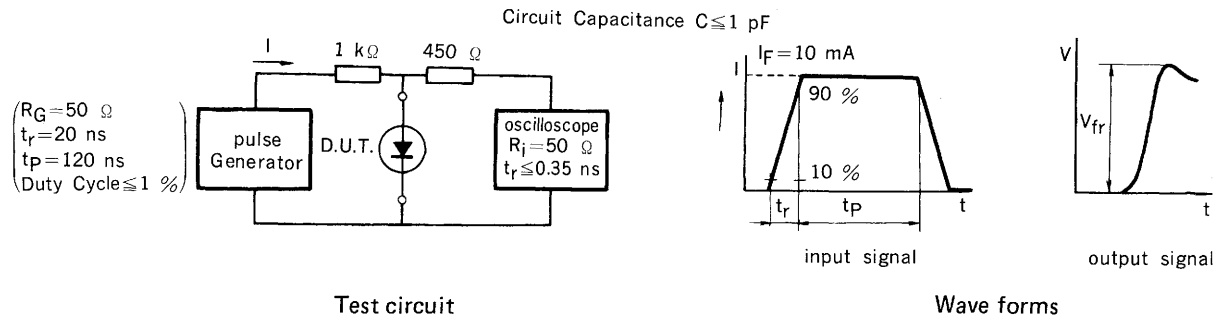 Circuit Capacitance C≦1 pF
I
1 kΩ
450 Ω
RG=50 Ω
tr=20 ns
tP=120 ns
Duty Cycle≦1 %
pulse
Generator
D.U.T.
oscilloscope
Ri=50 Ω
tr≦0.35 ns
I
IF=10 mA
90 %
10 %
tr
tP
t
input signal
V
Vfr
t
output signal
Test circuit
Wave forms